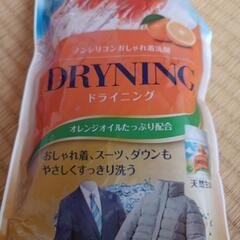 ノンシリコンおしゃれ着洗剤
DRYNING
ドライニング
オレンジオイルたっぷり配合
おしゃれ着、スーツ、ダウンも
やさしくすっきり洗う